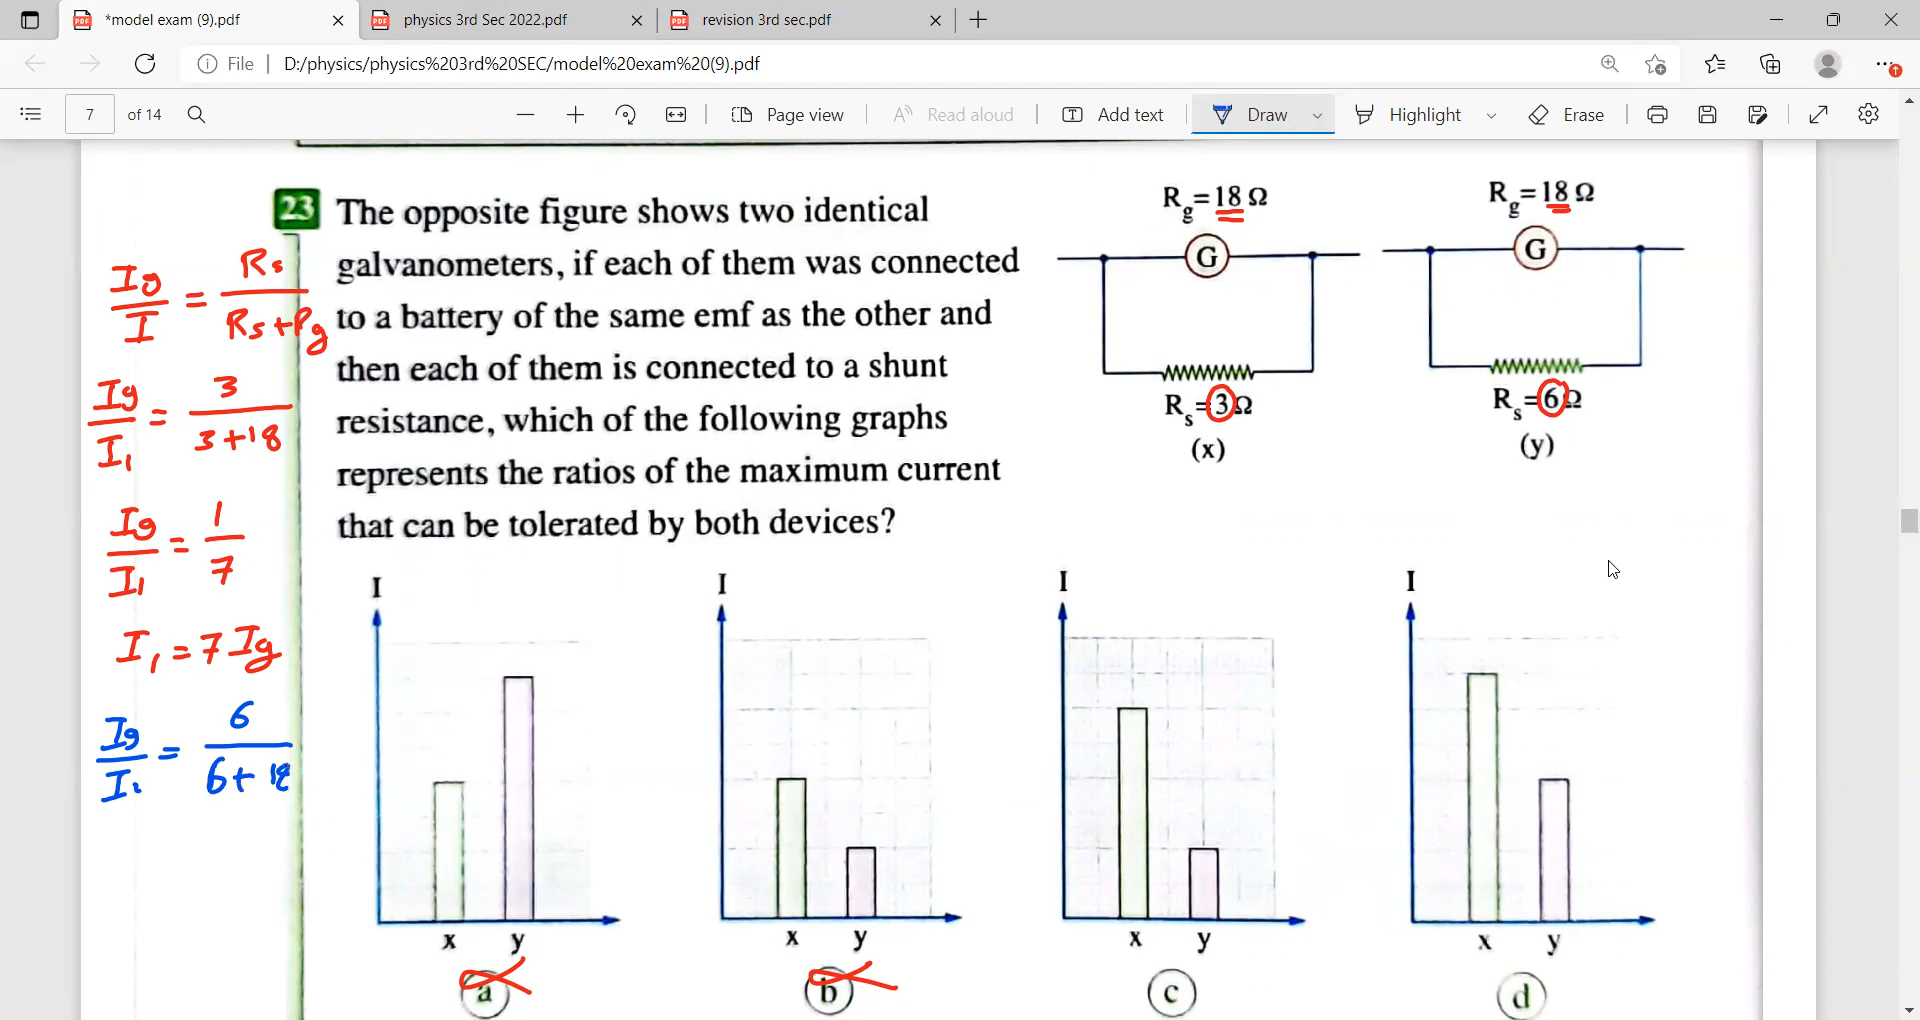 *model exam (9).pdf
physics 3rd Sec 2022.pdf
revision 3rd sec.pdf
File
D:/physics/physics%203rd%20SEC/model%20exam%20(9).pdf
7 of 14
Page view
Read aloud
Add text
Draw
Highlight
Erase
23 The opposite figure shows two identical
galvanometers, if each of them was connected
to a battery of the same emf as the other and
then each of them is connected to a shunt
resistance, which of the following graphs
represents the ratios of the maximum current
that can be tolerated by both devices?
Rg=18 Ω
G
Rs=3Ω
(x)
Rg=18 Ω
G
Rs=6Ω
(y)
Ig/I = Rs/(Rs+Rg)
Ig/I1 = 3/(3+18)
Ig/I1 = 1/7
I1 = 7Ig
Ig/I2 = 6/(6+18)
I
x y
a
I
x y
b
I
x y
c
I
x y
d